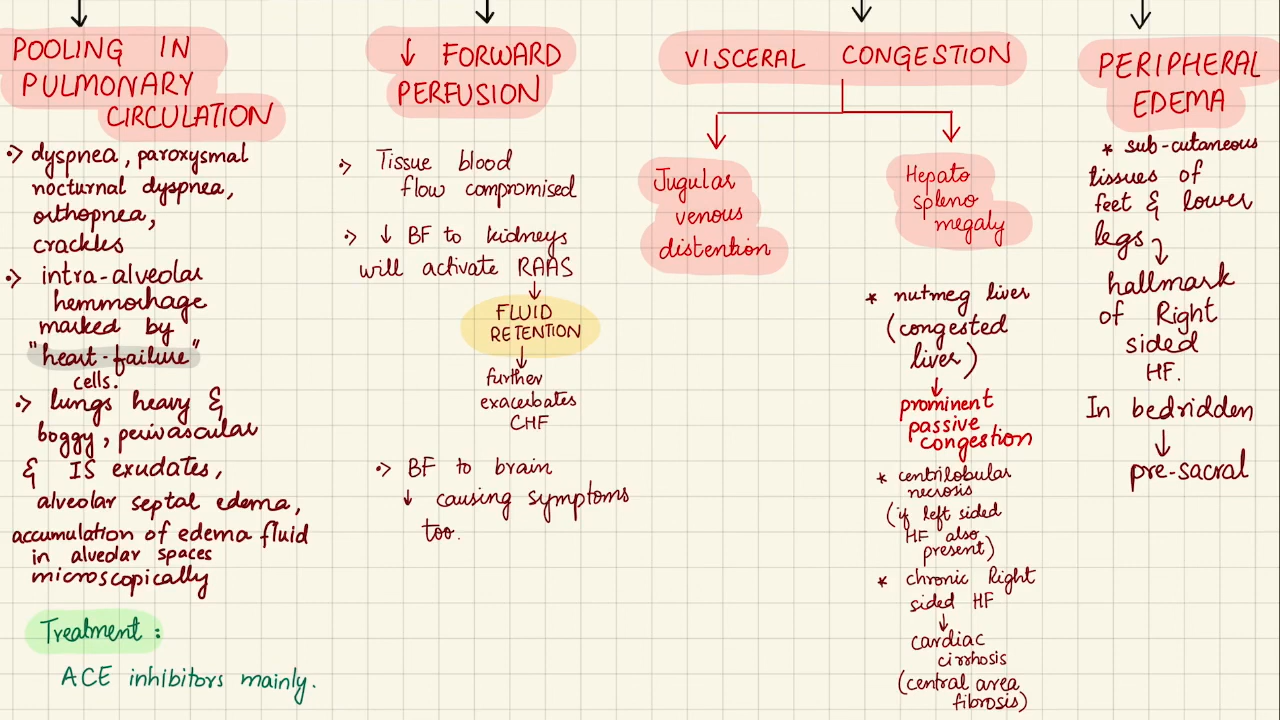 POOLING IN
PULMONARY
CIRCULATION
•> dyspnea, paroxysmal
nocturnal dyspnea,
orthopnea,
crackles
•> intra-alveolar
hemmorhage
marked by
"heart-failure"
cells.
•> lungs heavy &
boggy, perivascular
& IS exudates,
alveolar septal edema,
accumulation of edema fluid
in alveolar spaces
microscopically
Treatment:
ACE inhibitors mainly.
↓ FORWARD
PERFUSION
•> Tissue blood
flow compromised
•> ↓ BF to kidneys
will activate RAAS
↓
FLUID
RETENTION
↓
further
exacerbates
CHF
•> BF to brain
↓ causing symptoms
too.
VISCERAL CONGESTION
Jugular
venous
distention
Hepato
spleno
megaly
* nutmeg liver
(congested
liver)
↓
prominent
passive
congestion
* centrilobular
necrosis
(if left sided
HF also
present)
* chronic Right
sided HF
↓
cardiac
cirrhosis
(central area
fibrosis)
PERIPHERAL
EDEMA
* sub-cutaneous
tissues of
feet & lower
legs
↓
hallmark
of Right
sided
HF.
In bedridden
↓
pre-sacral